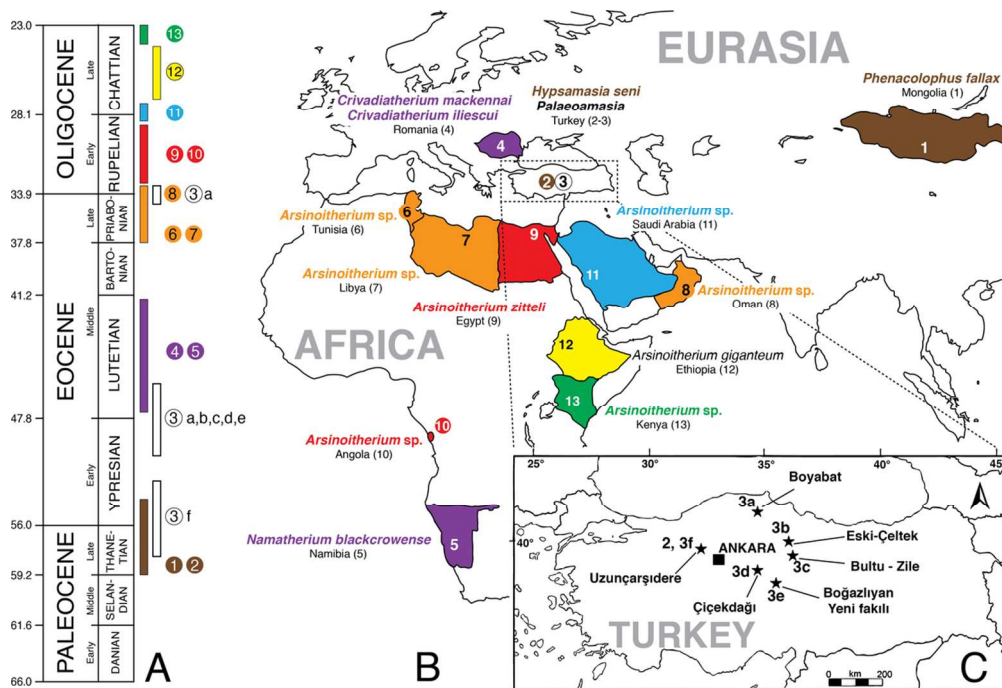 23.0
28.1
33.9
37.8
41.2
47.8
56.0
59.2
61.6
66.0
OLIGOCENE
EOCENE
PALEOCENE
Late
Early
Late
Middle
Early
Late
Middle
Early
CHATTIAN
RUPELIAN
PRIABO-
NIAN
BARTO-
NIAN
LUTETIAN
YPRESIAN
THANE-
TIAN
SELAN-
DIAN
DANIAN
13
12
11
9 10
8 3 a
6 7
4 5
3 a,b,c,d,e
3 f
1 2
A
EURASIA
AFRICA
Phenacolophus fallax
Mongolia (1)
1
Hypsamasia seni
Palaeoamasia
Turkey (2-3)
2 3
Crivadiatherium mackennai
Crivadiatherium iliescui
Romania (4)
4
Arsinoitherium sp.
Tunisia (6)
6
Arsinoitherium sp.
Libya (7)
7
Arsinoitherium zitteli
Egypt (9)
9
Arsinoitherium sp.
Saudi Arabia (11)
11
Arsinoitherium sp.
Oman (8)
8
Arsinoitherium giganteum
Ethiopia (12)
12
Arsinoitherium sp.
Kenya (13)
13
Arsinoitherium sp.
Angola (10)
10
Namatherium blackcrowense
Namibia (5)
5
B
25° 30° 35° 40° 45
40°
Boyabat
3a
3b
Eski-Çeltek
2, 3f
ANKARA
3c
Uzunçarşıdere
3d
Bultu - Zile
3e
Çiçekdağı
Boğazlıyan
Yeni fakılı
TURKEY
0 km 200
C